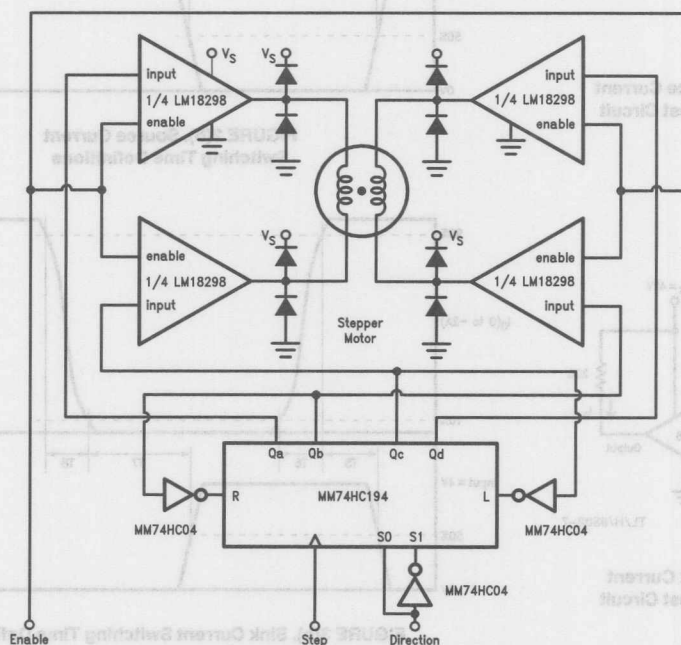 VS
VS
input
1/4 LM18298
enable
input
1/4 LM18298
enable
VS
enable
1/4 LM18298
input
VS
enable
1/4 LM18298
input
Stepper
Motor
Qa Qb Qc Qd
R MM74HC194 L
S0 S1
MM74HC04
MM74HC04
MM74HC04
Enable
Step
Direction